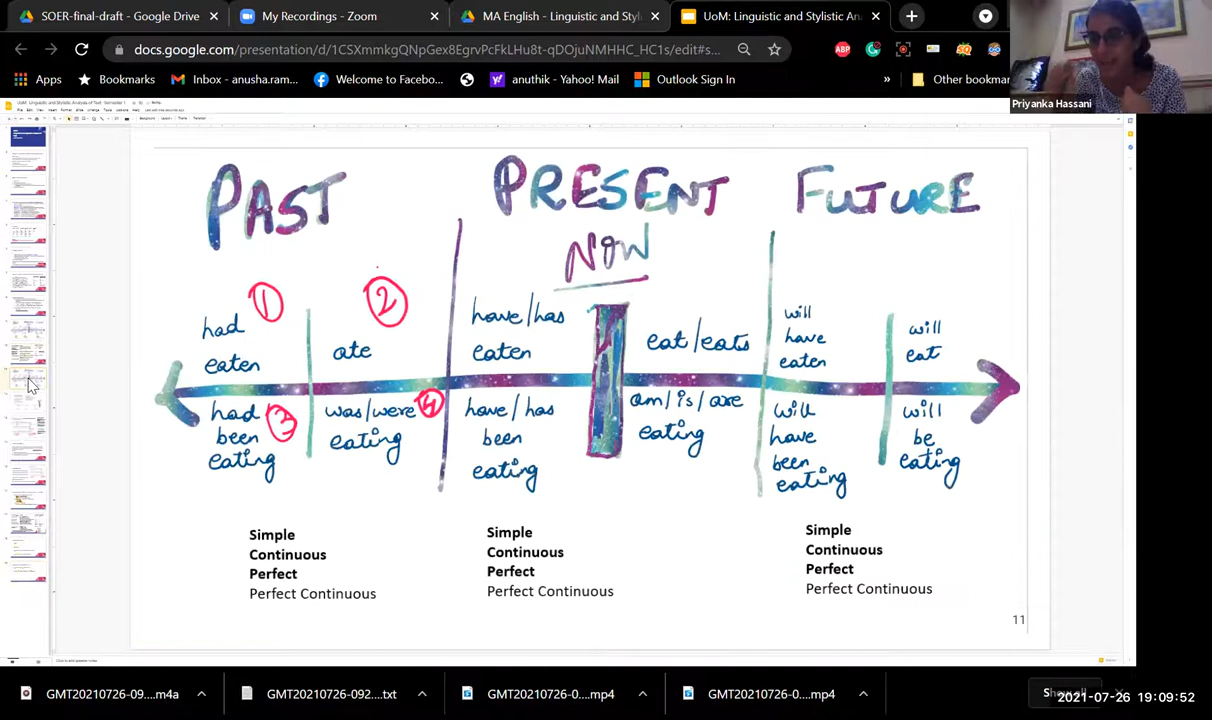 SOER-final-draft - Google Drive
My Recordings - Zoom
MA English - Linguistic and Styl
UoM: Linguistic and Stylistic An
docs.google.com/presentation/d/1CSXmmkgQNpGex8EgrvPcFkLHu8t-qDOjuNMHHC_HC1s/edit#s...
ABP
Apps
Bookmarks
Inbox - anusha.ram...
Welcome to Facebo...
anuthik - Yahoo! Mail
Outlook Sign In
»
Other bookmar
Priyanka Hassani
PAST
PRESENT
FUTURE
NOW
1
2
had
eaten
ate
have/has
eaten
eat/eats
will
have
eaten
will
eat
had
been
eating
3
was/were
eating
4
have/has
been
eating
am/is/are
eating
will
have
been
eating
will
be
eating
Simple
Continuous
Perfect
Perfect Continuous
Simple
Continuous
Perfect
Perfect Continuous
Simple
Continuous
Perfect
Perfect Continuous
11
GMT20210726-09....m4a
GMT20210726-092....txt
GMT20210726-0....mp4
GMT20210726-0....mp4
2021-07-26 19:09:52